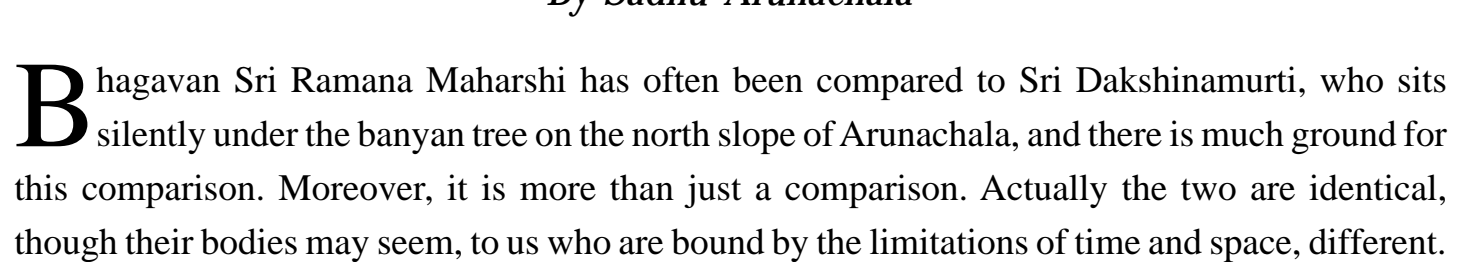 By Sadhu Arunachala
Bhagavan Sri Ramana Maharshi has often been compared to Sri Dakshinamurti, who sits
silently under the banyan tree on the north slope of Arunachala, and there is much ground for
this comparison. Moreover, it is more than just a comparison. Actually the two are identical,
though their bodies may seem, to us who are bound by the limitations of time and space, different.